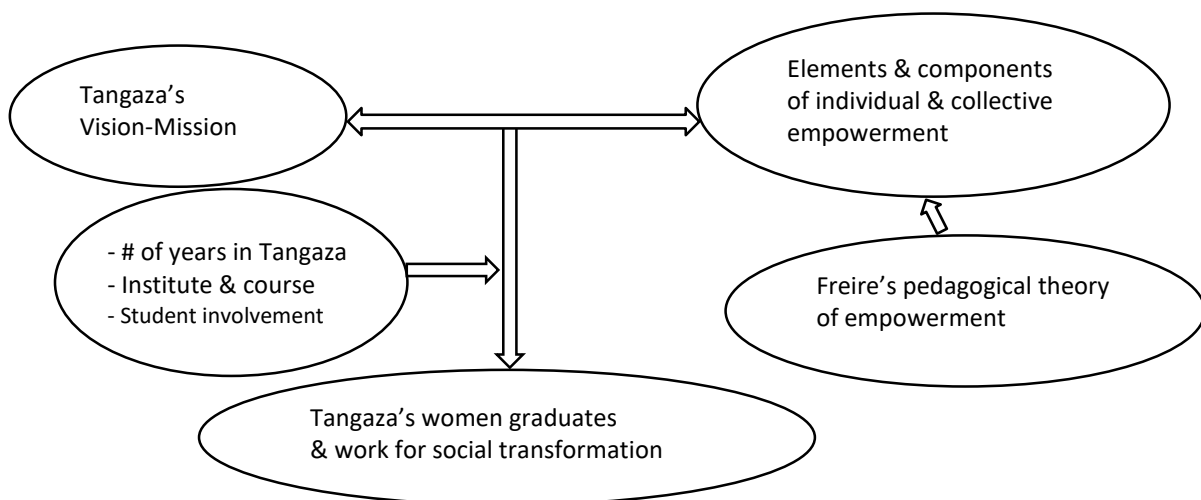 Tangaza’s
Vision-Mission
Elements & components
of individual & collective
empowerment
- # of years in Tangaza
- Institute & course
- Student involvement
Freire’s pedagogical theory
of empowerment
Tangaza’s women graduates
& work for social transformation